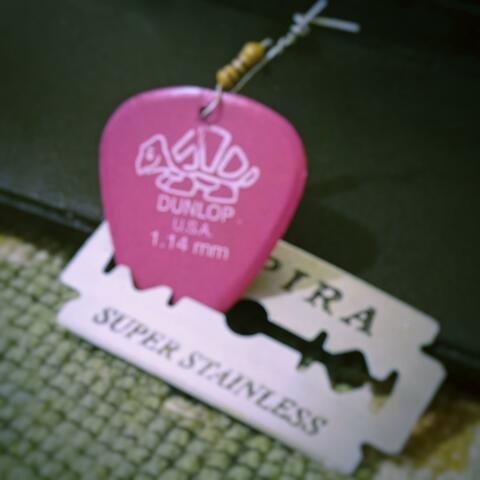 DUNLOP
U.S.A.
1.14 mm
PIRA
SUPER STAINLESS